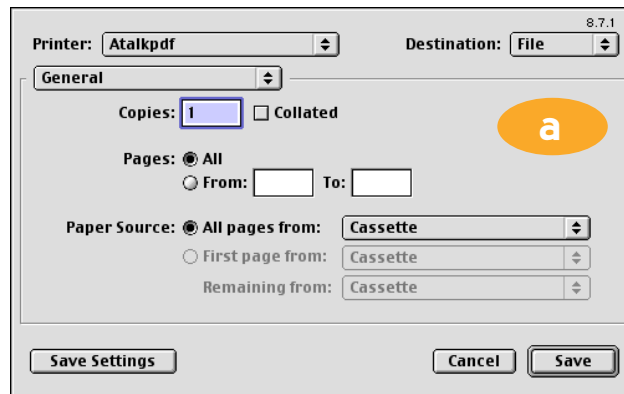 8.7.1
Printer: Atalkpdf Destination: File
General
Copies: 1 Collated
a
Pages: All
From: To:
Paper Source: All pages from: Cassette
First page from: Cassette
Remaining from: Cassette
Save Settings Cancel Save